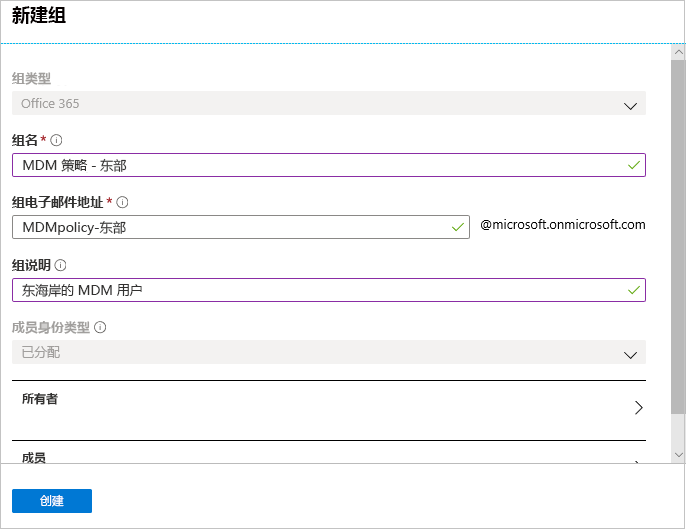 新建组
组类型
Office 365
组名 *
MDM 策略 - 东部
组电子邮件地址 *
MDMpolicy-东部
@microsoft.onmicrosoft.com
组说明
东海岸的 MDM 用户
成员身份类型
已分配
所有者
成员
创建